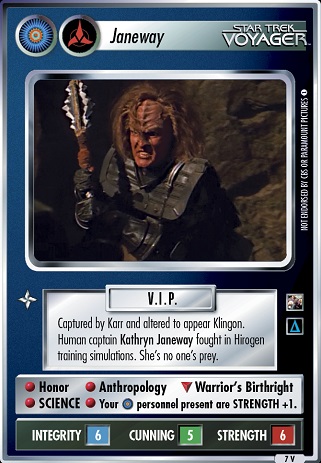 Janeway
STAR TREK
VOYAGER
NOT ENDORSED BY CBS OR PARAMOUNT PICTURES
V.I.P.
Captured by Karr and altered to appear Klingon.
Human captain Kathryn Janeway fought in Hirogen
training simulations. She's no one's prey.
Honor Anthropology Warrior's Birthright
SCIENCE Your personnel present are STRENGTH +1.
INTEGRITY 6 CUNNING 5 STRENGTH 6
7 V